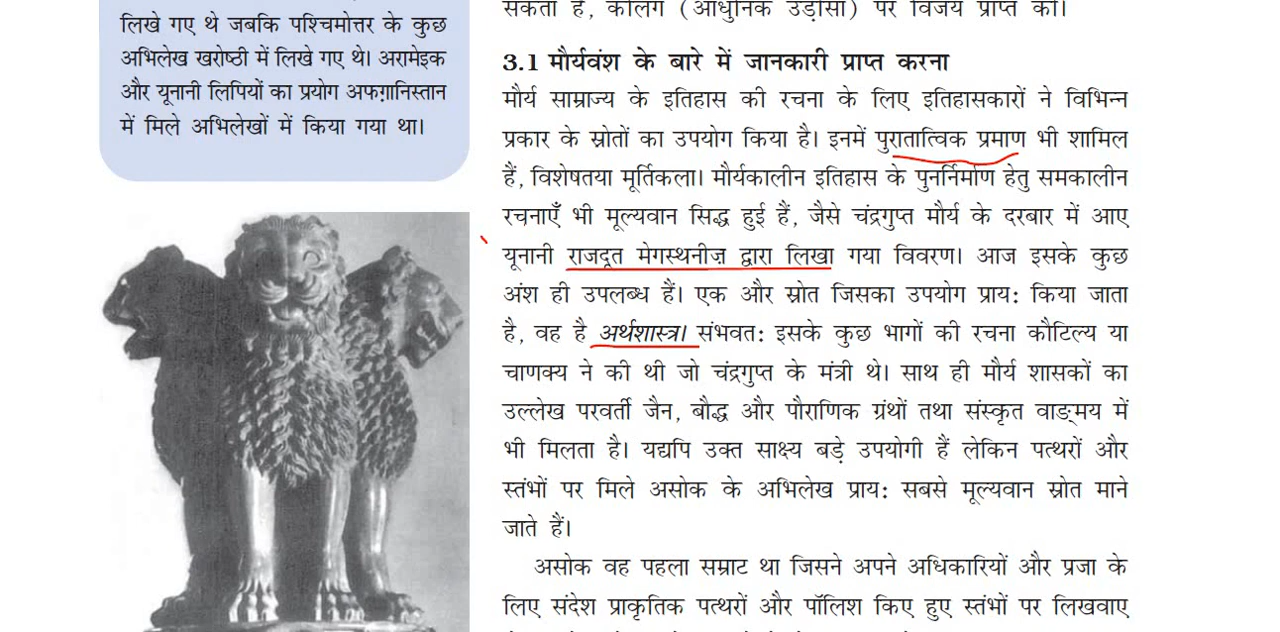 लिखे गए थे जबकि पश्चिमोत्तर के कुछ
अभिलेख खरोष्ठी में लिखे गए थे। अरामेइक
और यूनानी लिपियों का प्रयोग अफग़ानिस्तान
में मिले अभिलेखों में किया गया था।
सकता है, कलिंग (आधुनिक उड़ीसा) पर विजय प्राप्त की।
3.1 मौर्यवंश के बारे में जानकारी प्राप्त करना
मौर्य साम्राज्य के इतिहास की रचना के लिए इतिहासकारों ने विभिन्न
प्रकार के स्रोतों का उपयोग किया है। इनमें पुरातात्विक प्रमाण भी शामिल
हैं, विशेषतया मूर्तिकला। मौर्यकालीन इतिहास के पुनर्निर्माण हेतु समकालीन
रचनाएँ भी मूल्यवान सिद्ध हुई हैं, जैसे चंद्रगुप्त मौर्य के दरबार में आए
यूनानी राजदूत मेगस्थनीज़ द्वारा लिखा गया विवरण। आज इसके कुछ
अंश ही उपलब्ध हैं। एक और स्रोत जिसका उपयोग प्राय: किया जाता
है, वह है अर्थशास्त्र। संभवत: इसके कुछ भागों की रचना कौटिल्य या
चाणक्य ने की थी जो चंद्रगुप्त के मंत्री थे। साथ ही मौर्य शासकों का
उल्लेख परवर्ती जैन, बौद्ध और पौराणिक ग्रंथों तथा संस्कृत वाङ्मय में
भी मिलता है। यद्यपि उक्त साक्ष्य बड़े उपयोगी हैं लेकिन पत्थरों और
स्तंभों पर मिले असोक के अभिलेख प्राय: सबसे मूल्यवान स्रोत माने
जाते हैं।
असोक वह पहला सम्राट था जिसने अपने अधिकारियों और प्रजा के
लिए संदेश प्राकृतिक पत्थरों और पॉलिश किए हुए स्तंभों पर लिखवाए